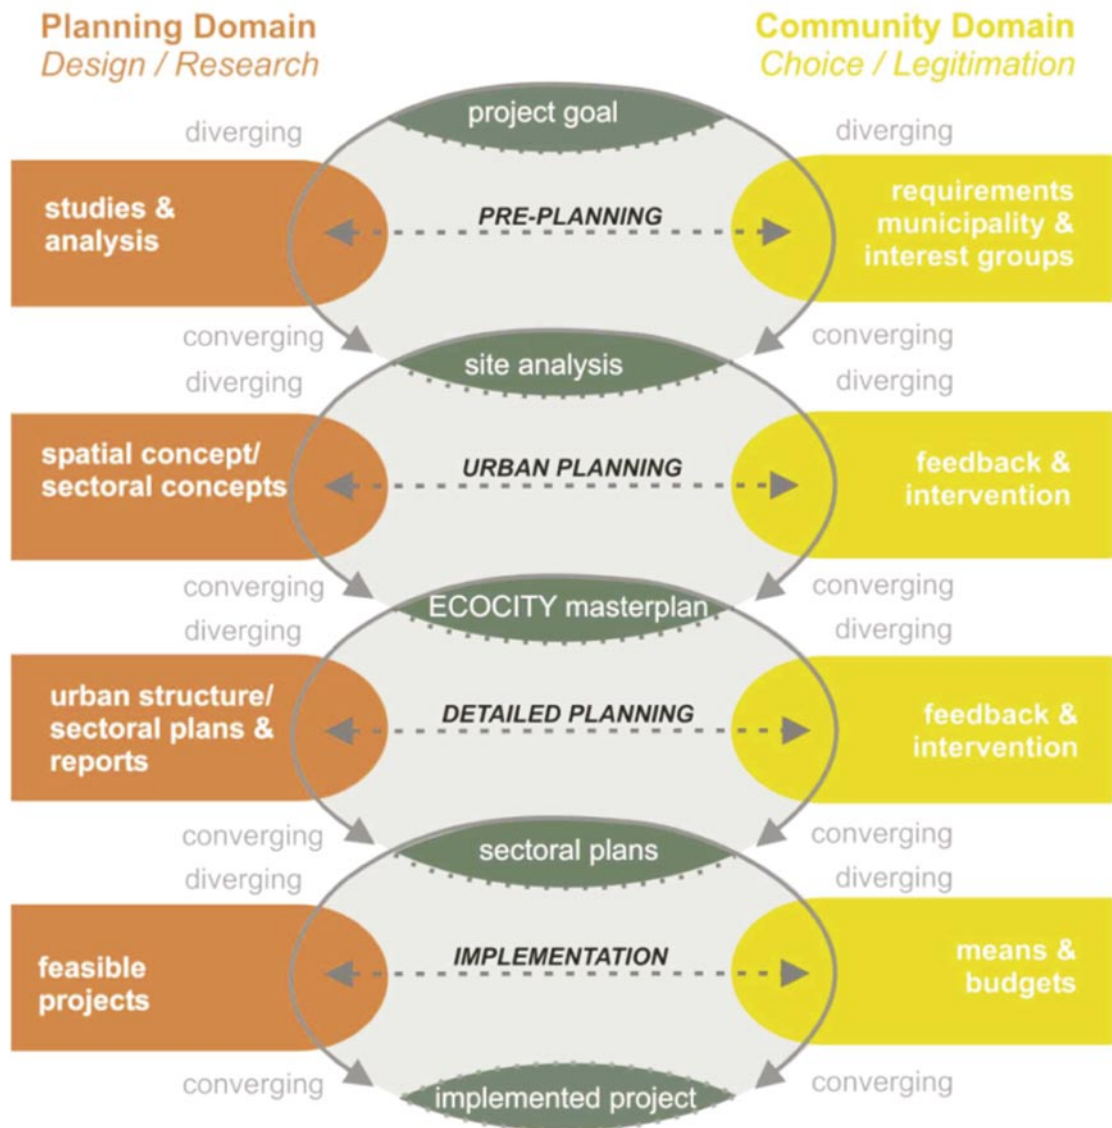 Planning Domain
Design / Research
Community Domain
Choice / Legitimation
project goal
diverging
diverging
studies &
analysis
PRE-PLANNING
requirements
municipality &
interest groups
converging
converging
site analysis
diverging
diverging
spatial concept/
sectoral concepts
URBAN PLANNING
feedback &
intervention
converging
converging
ECOCITY masterplan
diverging
diverging
urban structure/
sectoral plans &
reports
DETAILED PLANNING
feedback &
intervention
converging
converging
sectoral plans
diverging
diverging
feasible
projects
IMPLEMENTATION
means &
budgets
converging
converging
implemented project